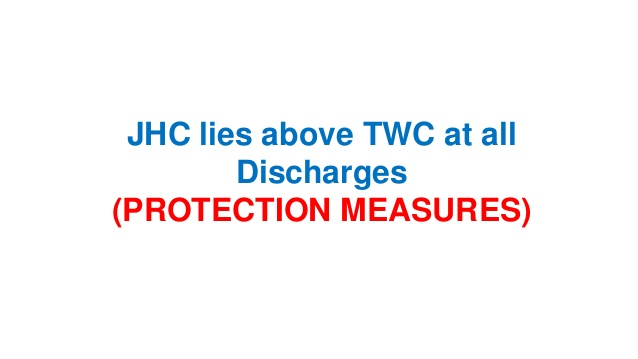 JHC lies above TWC at all
Discharges
(PROTECTION MEASURES)